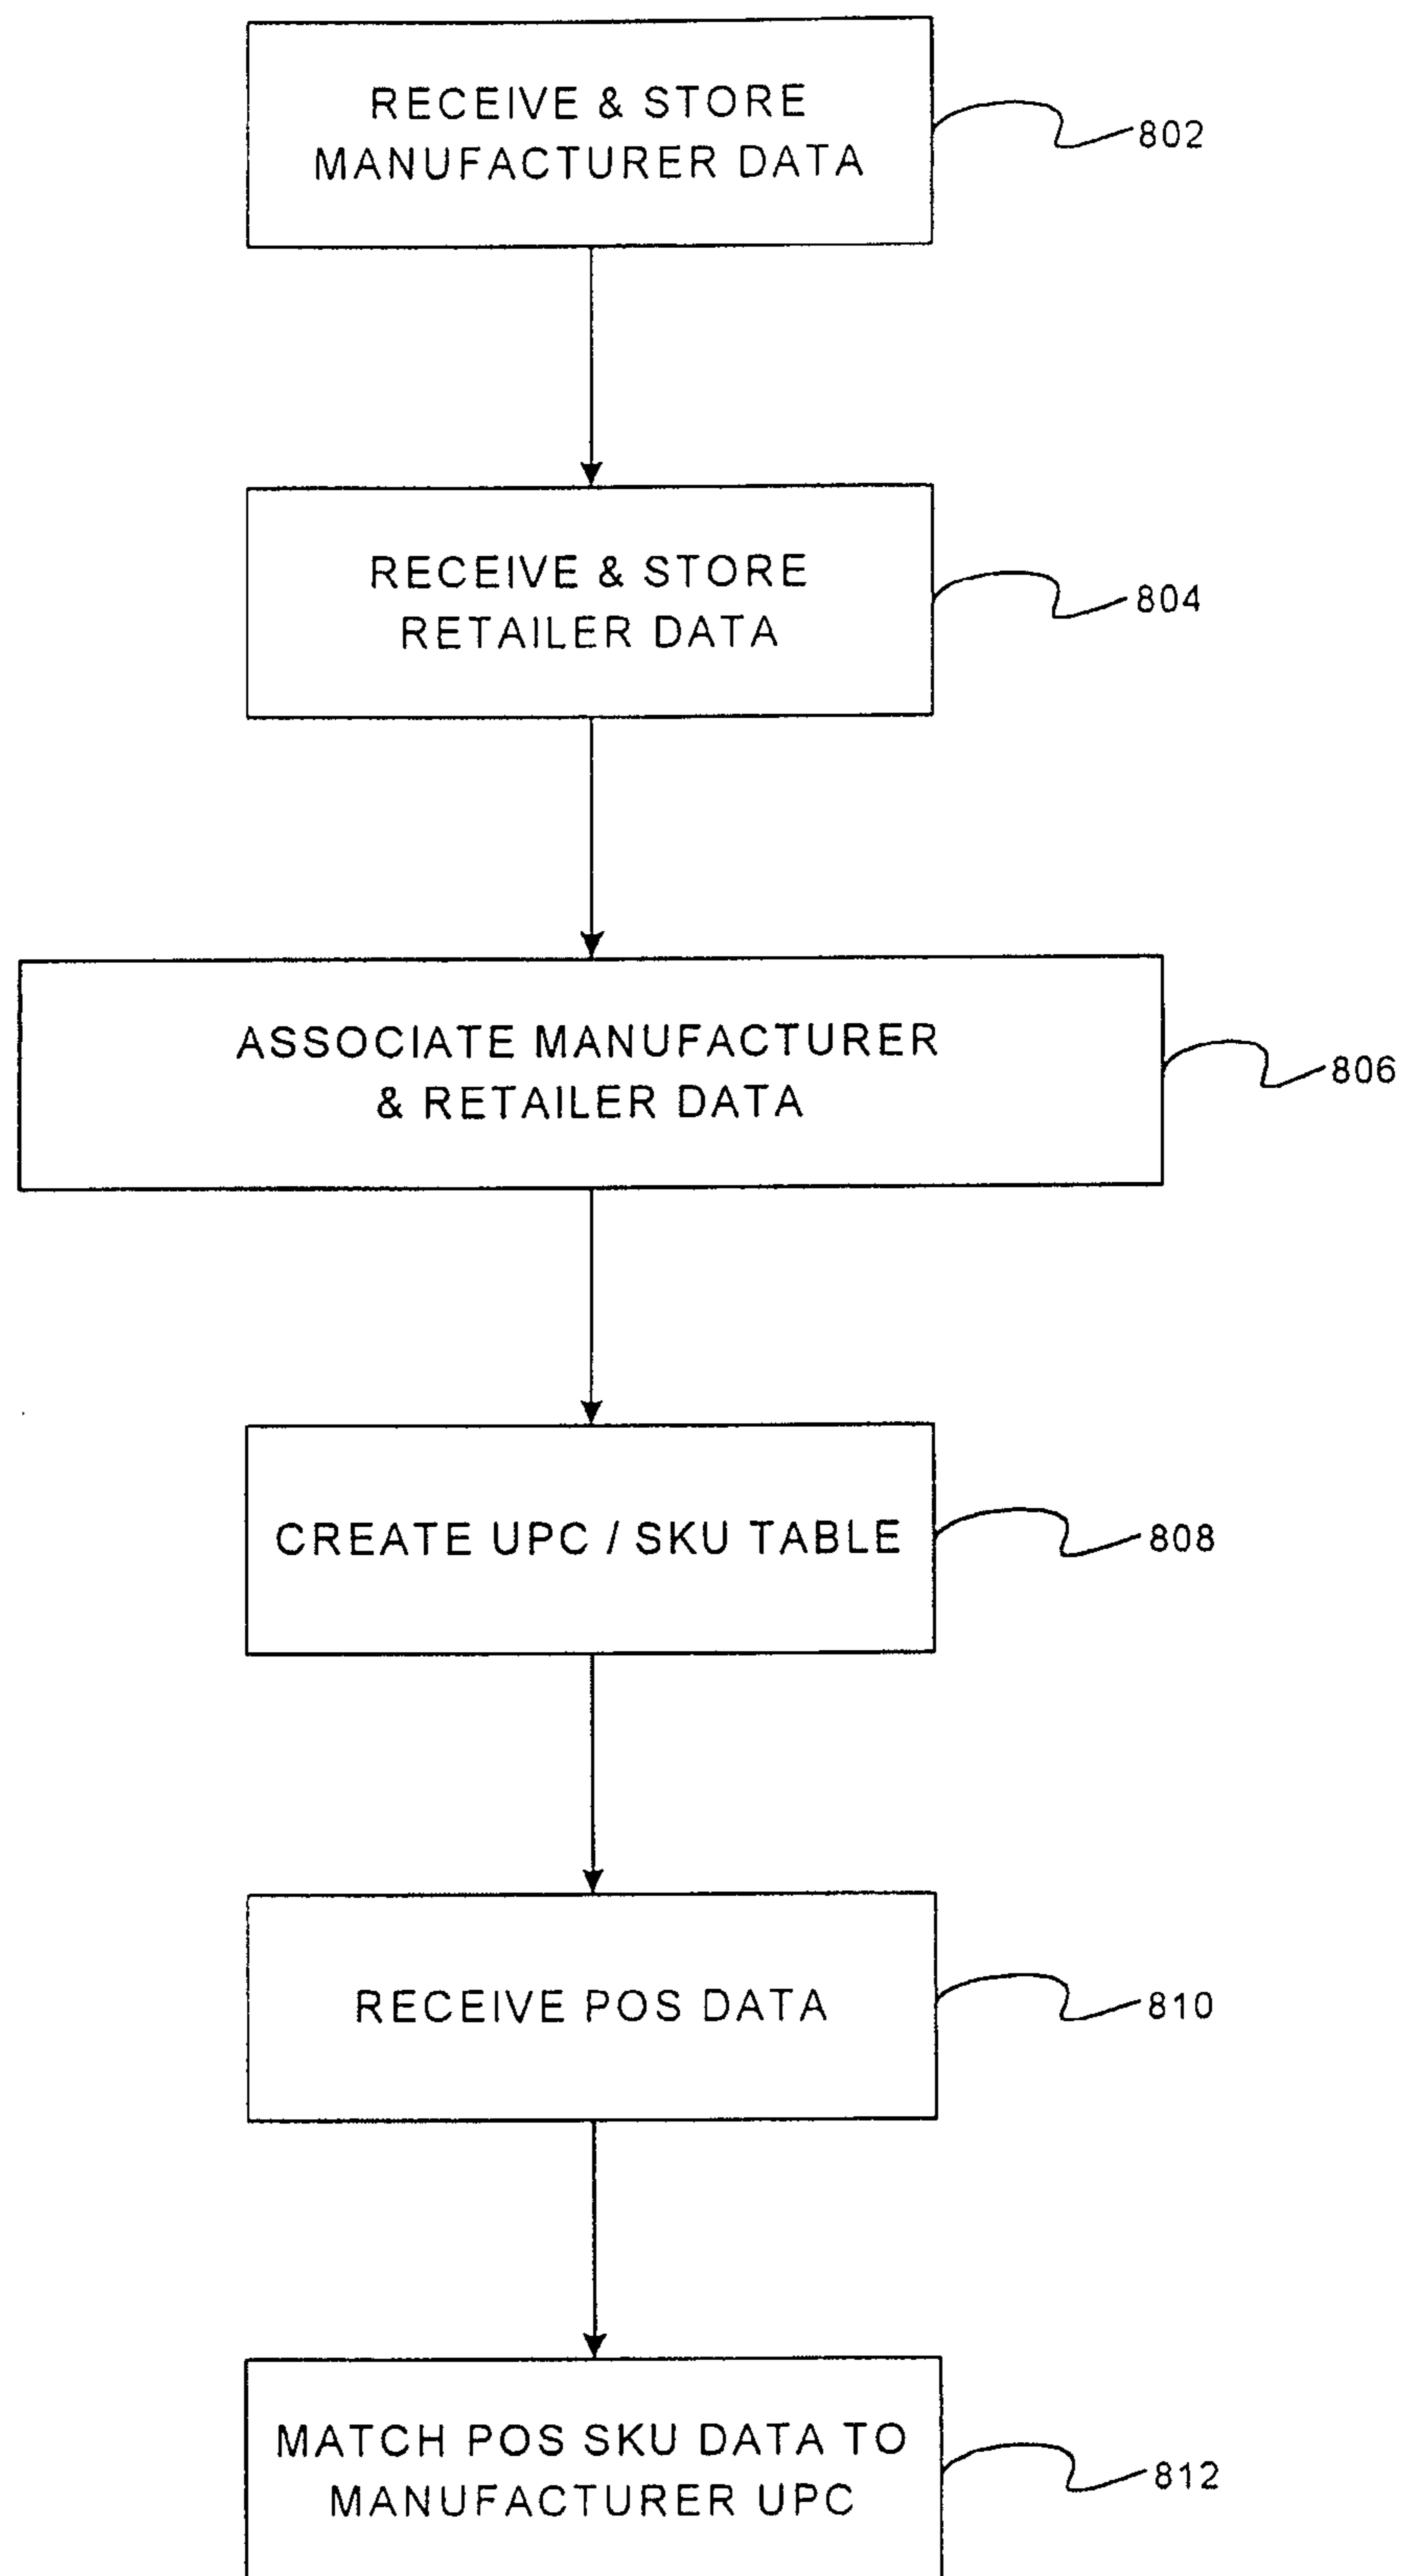 RECEIVE & STORE
MANUFACTURER DATA
802
RECEIVE & STORE
RETAILER DATA
804
ASSOCIATE MANUFACTURER
& RETAILER DATA
806
CREATE UPC / SKU TABLE
808
RECEIVE POS DATA
810
MATCH POS SKU DATA TO
MANUFACTURER UPC
812